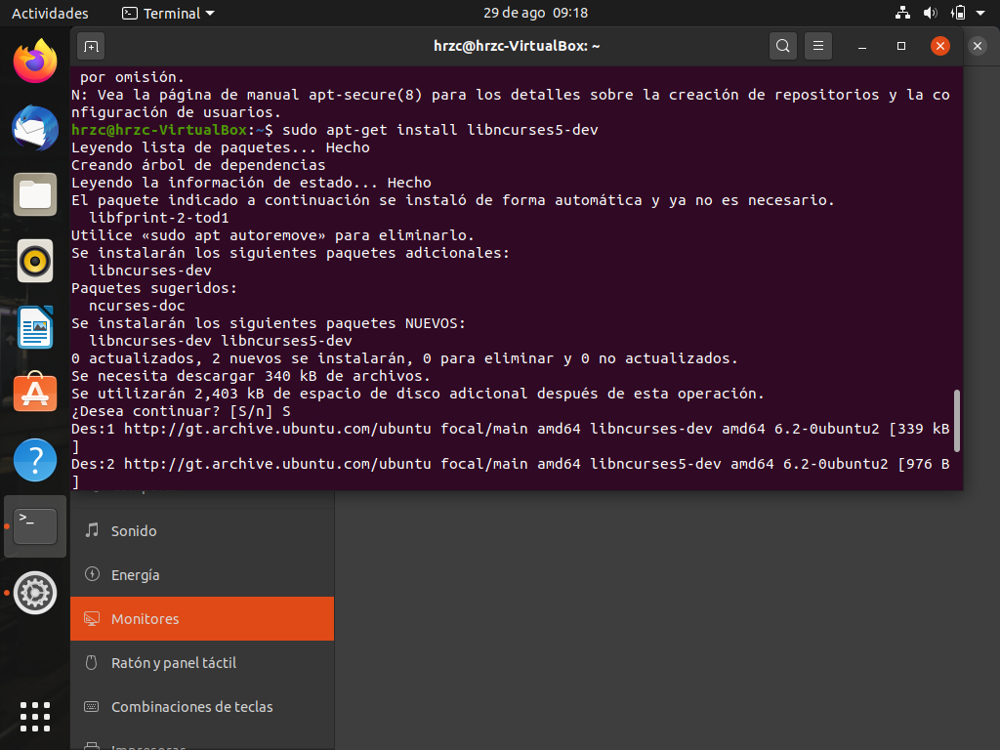 Actividades
Terminal
29 de ago 09:18
hrzc@hrzc-VirtualBox: ~
por omisión.
N: Vea la página de manual apt-secure(8) para los detalles sobre la creación de repositorios y la co
nfiguración de usuarios.
hrzc@hrzc-VirtualBox:~$ sudo apt-get install libncurses5-dev
Leyendo lista de paquetes... Hecho
Creando árbol de dependencias
Leyendo la información de estado... Hecho
El paquete indicado a continuación se instaló de forma automática y ya no es necesario.
libfprint-2-tod1
Utilice «sudo apt autoremove» para eliminarlo.
Se instalarán los siguientes paquetes adicionales:
libncurses-dev
Paquetes sugeridos:
ncurses-doc
Se instalarán los siguientes paquetes NUEVOS:
libncurses-dev libncurses5-dev
0 actualizados, 2 nuevos se instalarán, 0 para eliminar y 0 no actualizados.
Se necesita descargar 340 kB de archivos.
Se utilizarán 2,403 kB de espacio de disco adicional después de esta operación.
¿Desea continuar? [S/n] S
Des:1 http://gt.archive.ubuntu.com/ubuntu focal/main amd64 libncurses-dev amd64 6.2-0ubuntu2 [339 kB
]
Des:2 http://gt.archive.ubuntu.com/ubuntu focal/main amd64 libncurses5-dev amd64 6.2-0ubuntu2 [976 B
]
Sonido
Energía
Monitores
Ratón y panel táctil
Combinaciones de teclas
Impresoras